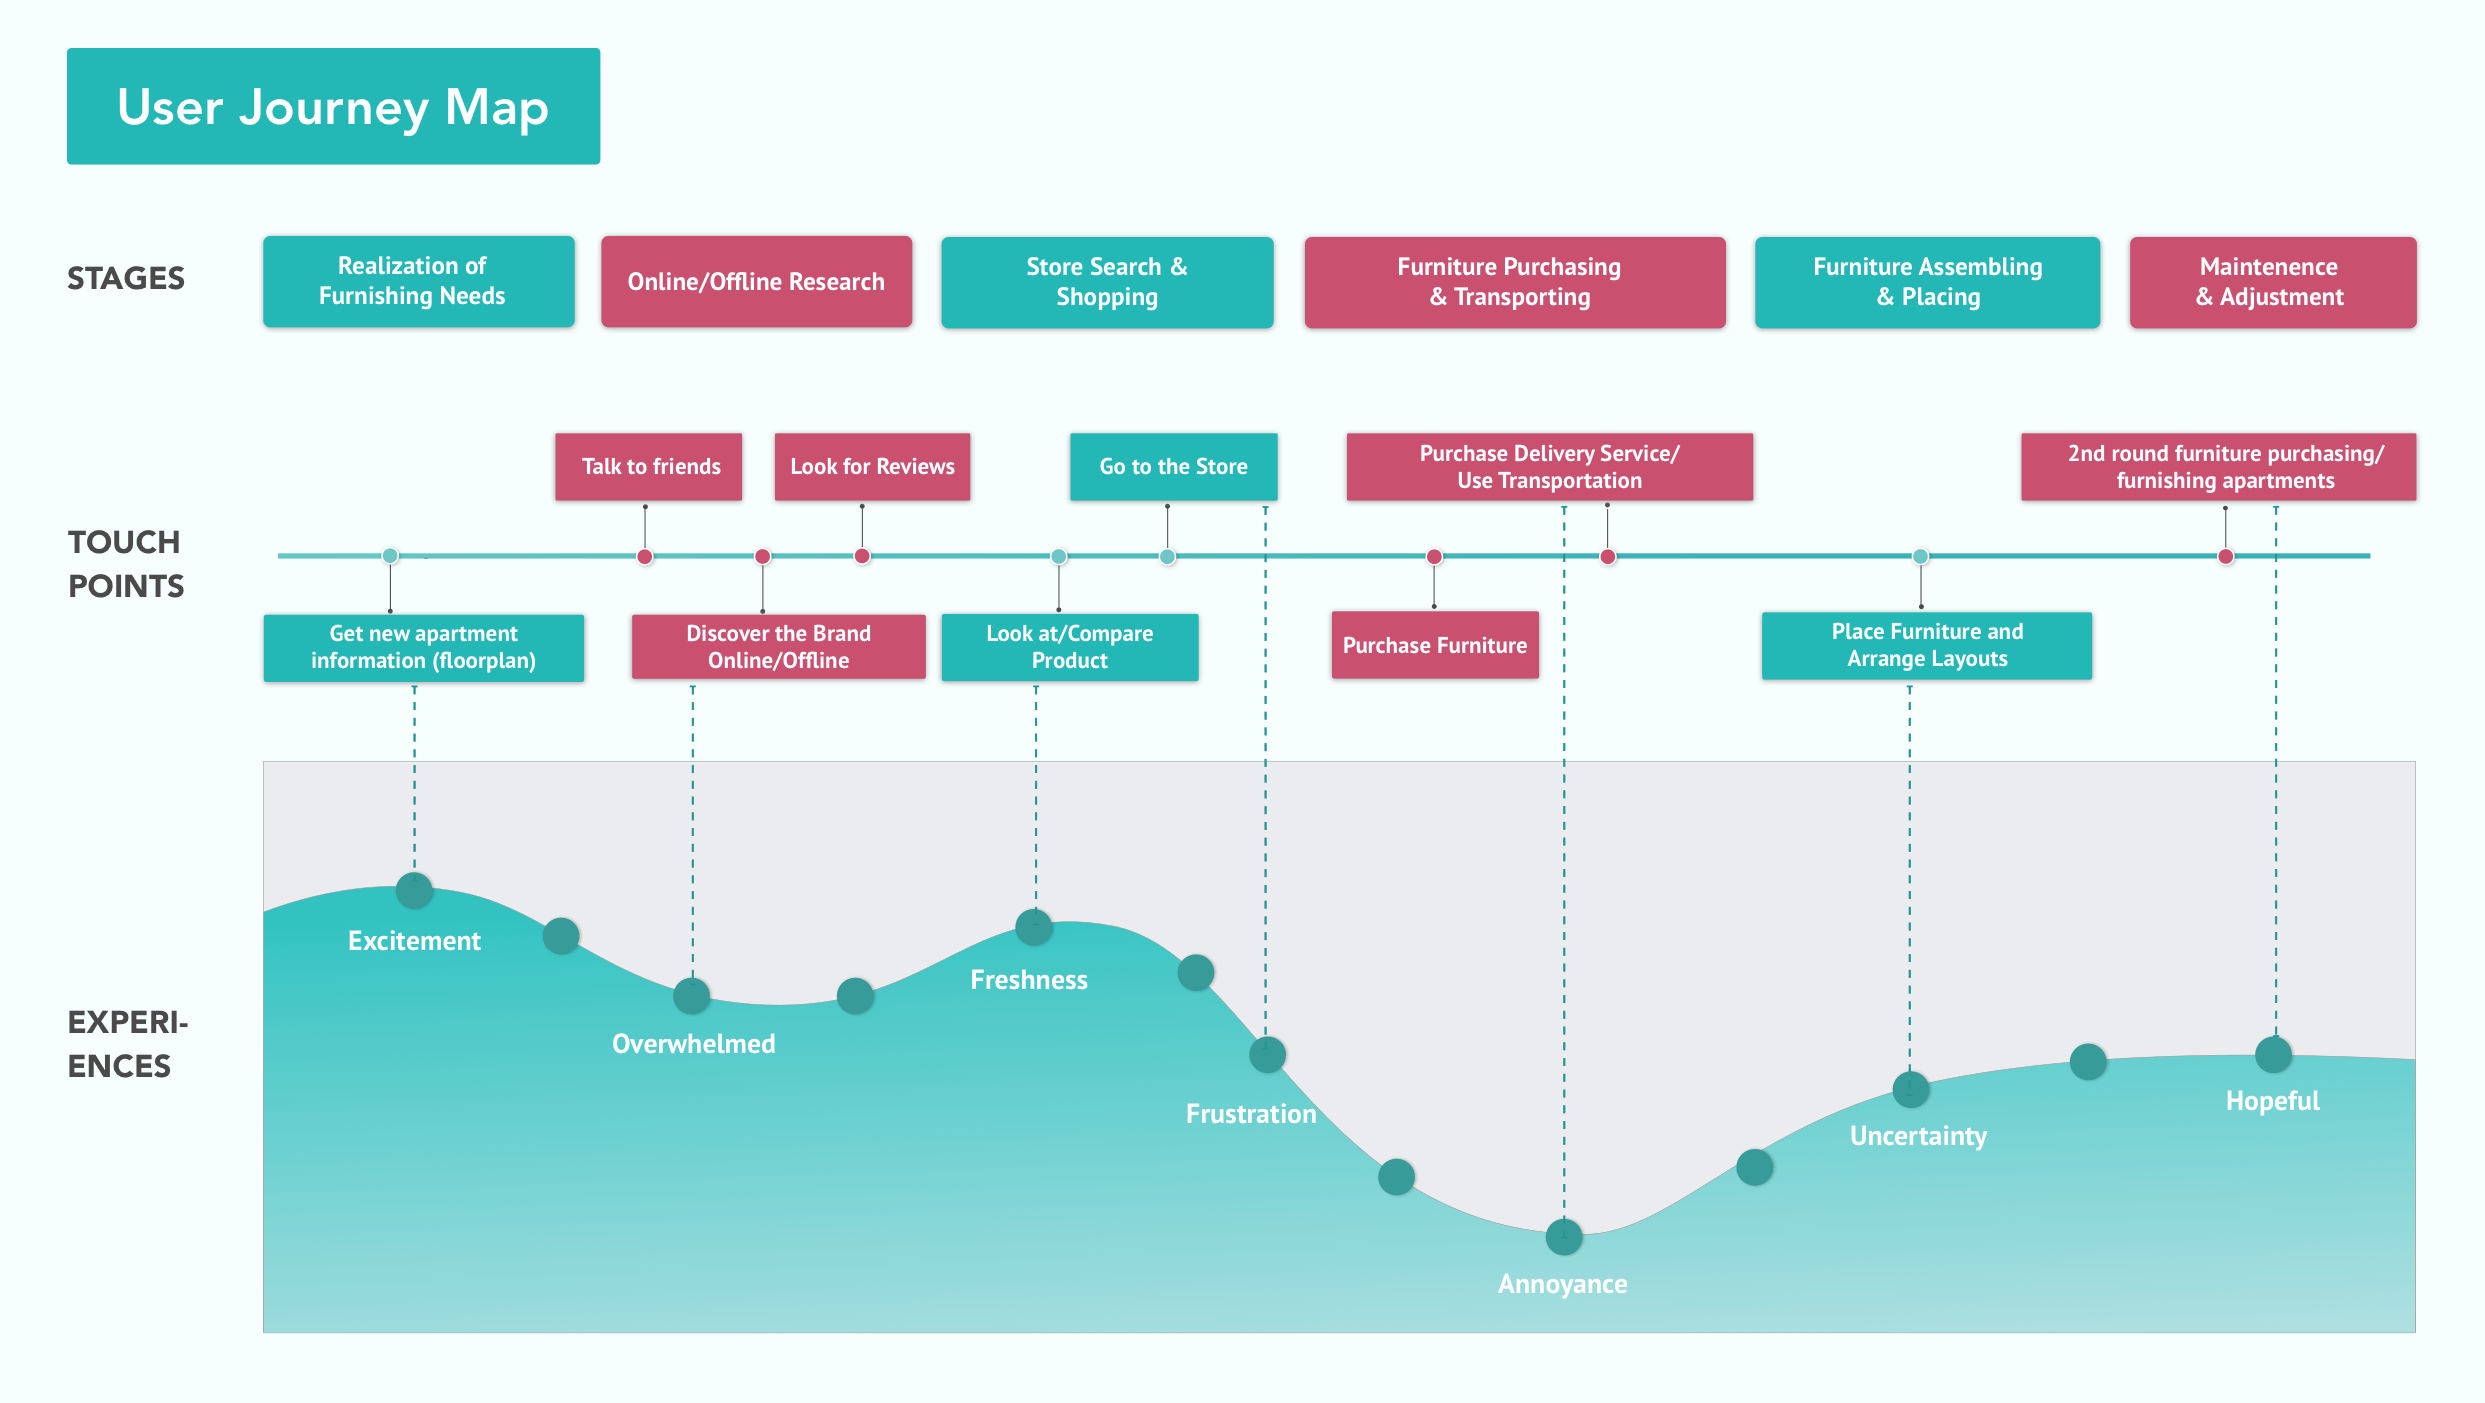 User Journey Map
STAGES
Realization of
Furnishing Needs
Online/Offline Research
Store Search &
Shopping
Furniture Purchasing
& Transporting
Furniture Assembling
& Placing
Maintenence
& Adjustment
TOUCH
POINTS
Talk to friends
Look for Reviews
Go to the Store
Purchase Delivery Service/
Use Transportation
2nd round furniture purchasing/
furnishing apartments
Get new apartment
information (floorplan)
Discover the Brand
Online/Offline
Look at/Compare
Product
Purchase Furniture
Place Furniture and
Arrange Layouts
EXPERI-
ENCES
Excitement
Overwhelmed
Freshness
Frustration
Annoyance
Uncertainty
Hopeful